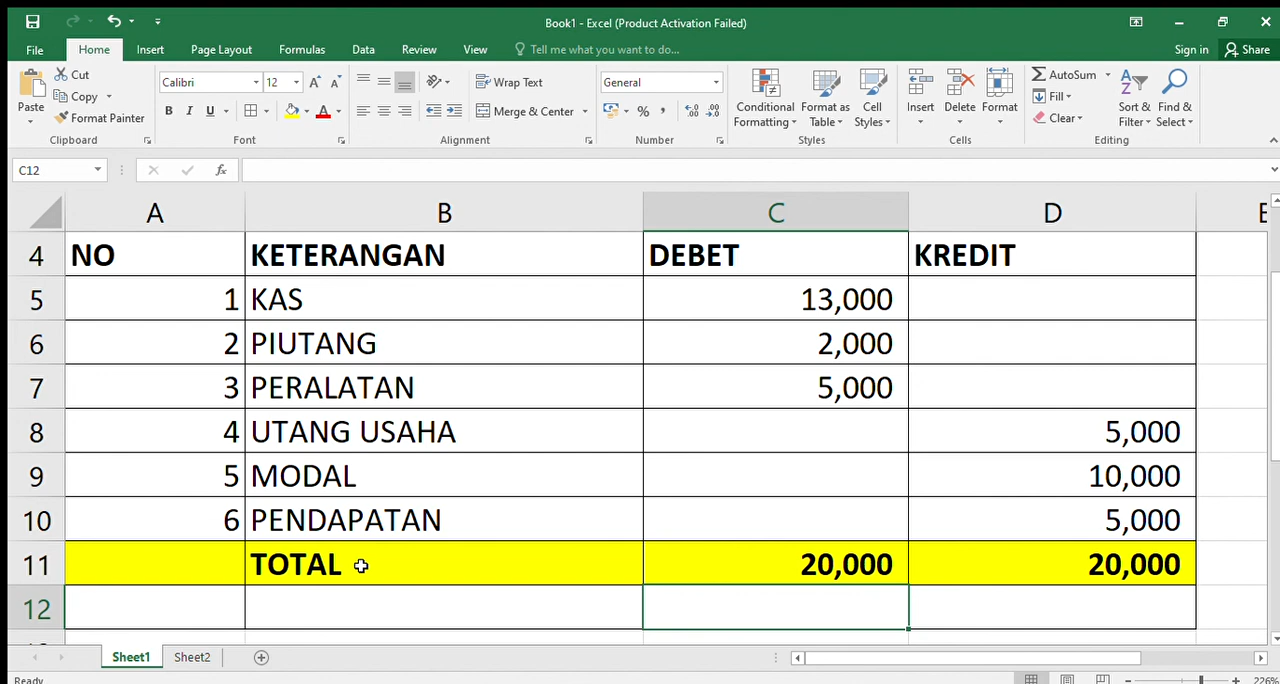 Book1 - Excel (Product Activation Failed)
File Home Insert Page Layout Formulas Data Review View Tell me what you want to do... Sign in Share
Paste Cut Copy Format Painter
Calibri 12 A A B I U A
Wrap Text
Merge & Center
General
% ,
Conditional Formatting Format as Table Cell Styles
Insert Delete Format
AutoSum Fill Clear
Sort & Filter Find & Select
Clipboard Font Alignment Number Styles Cells Editing
C12 fx
A B C D E
4 NO KETERANGAN DEBET KREDIT
5 1 KAS 13,000
6 2 PIUTANG 2,000
7 3 PERALATAN 5,000
8 4 UTANG USAHA 5,000
9 5 MODAL 10,000
10 6 PENDAPATAN 5,000
11 TOTAL 20,000 20,000
12
Sheet1 Sheet2
Ready 226%